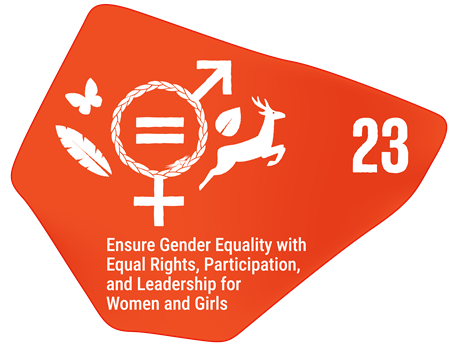 23
Ensure Gender Equality with
Equal Rights, Participation,
and Leadership for
Women and Girls